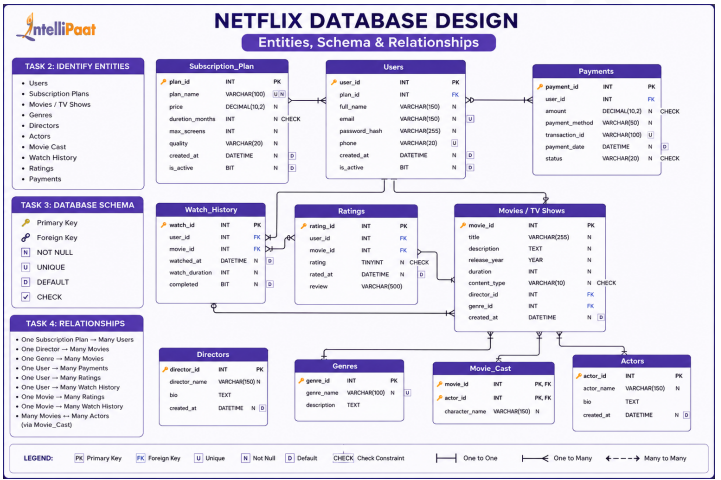 IntelliPaat
NETFLIX DATABASE DESIGN
Entities, Schema & Relationships
TASK 2: IDENTIFY ENTITIES
• Users
• Subscription Plans
• Movies / TV Shows
• Genres
• Directors
• Actors
• Movie Cast
• Watch History
• Ratings
• Payments
TASK 3: DATABASE SCHEMA
Primary Key
Foreign Key
N NOT NULL
U UNIQUE
D DEFAULT
CHECK
TASK 4: RELATIONSHIPS
• One Subscription Plan → Many Users
• One Director → Many Movies
• One Genre → Many Movies
• One User → Many Payments
• One User → Many Ratings
• One User → Many Watch History
• One Movie → Many Ratings
• One Movie → Many Watch History
• Many Movies ↔ Many Actors
(via Movie_Cast)
Subscription_Plan
plan_id INT PK
plan_name VARCHAR(100) U N
price DECIMAL(10,2) N
duretion_months INT N CHECK
max_screens INT N
quality VARCHAR(20) N
created_at DATETIME N D
is_active BIT N D
Users
user_id INT PK
plan_id INT FK
full_name VARCHAR(150) N
email VARCHAR(150) N U
password_hash VARCHAR(255) N
phone VARCHAR(20) U
created_at DATETIME N D
is_active BIT N D
Payments
payment_id INT PK
user_id INT FK
amount DECIMAL(10,2) N CHECK
payment_method VARCHAR(50) N
transaction_id VARCHAR(100) U
payment_date DATETIME N D
status VARCHAR(20) N CHECK
Watch_History
watch_id INT PK
user_id INT FK
movie_id INT FK
watched_at DATETIME N D
watch_duration INT N
completed BIT N D
Ratings
rating_id INT PK
user_id INT FK
movie_id INT FK
rating TINYINT N CHECK
rated_at DATETIME N D
review VARCHAR(500)
Movies / TV Shows
movie_id INT PK
title VARCHAR(255) N
description TEXT N
release_year YEAR N
duration INT N
content_type VARCHAR(10) N CHECK
director_id INT FK
genre_id INT FK
created_at DATETIME N D
Directors
director_id INT PK
director_name VARCHAR(150) N
bio TEXT
created_at DATETIME N D
Genres
genre_id INT PK
genre_name VARCHAR(100) N U
description TEXT
Movie_Cast
movie_id INT PK, FK
actor_id INT PK, FK
character_name VARCHAR(150) N
Actors
actor_id INT PK
actor_name VARCHAR(150) N
bio TEXT
created_at DATETIME N D
LEGEND: PK Primary Key FK Foreign Key U Unique N Not Null D Default CHECK Check Constraint One to One One to Many Many to Many